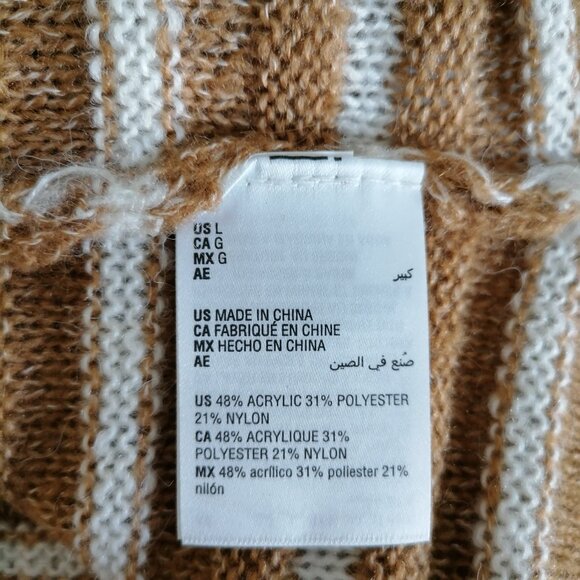 US L
CA G
MX G
AE كبير
US MADE IN CHINA
CA FABRIQUÉ EN CHINE
MX HECHO EN CHINA
AE صُنع في الصين
US 48% ACRYLIC 31% POLYESTER
21% NYLON
CA 48% ACRYLIQUE 31%
POLYESTER 21% NYLON
MX 48% acrílico 31% poliester 21%
nilón